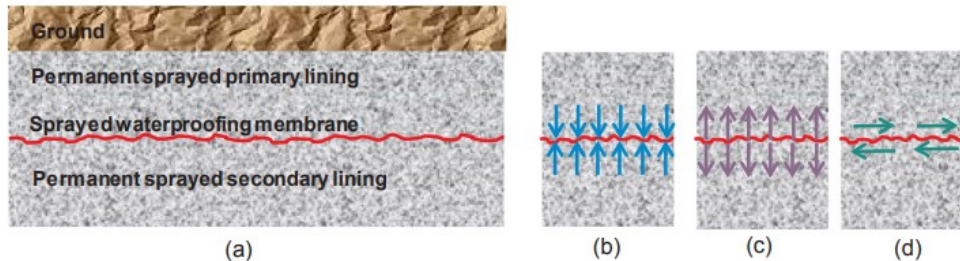 Ground
Permanent sprayed primary lining
Sprayed waterproofing membrane
Permanent sprayed secondary lining
(a)
(b)
(c)
(d)